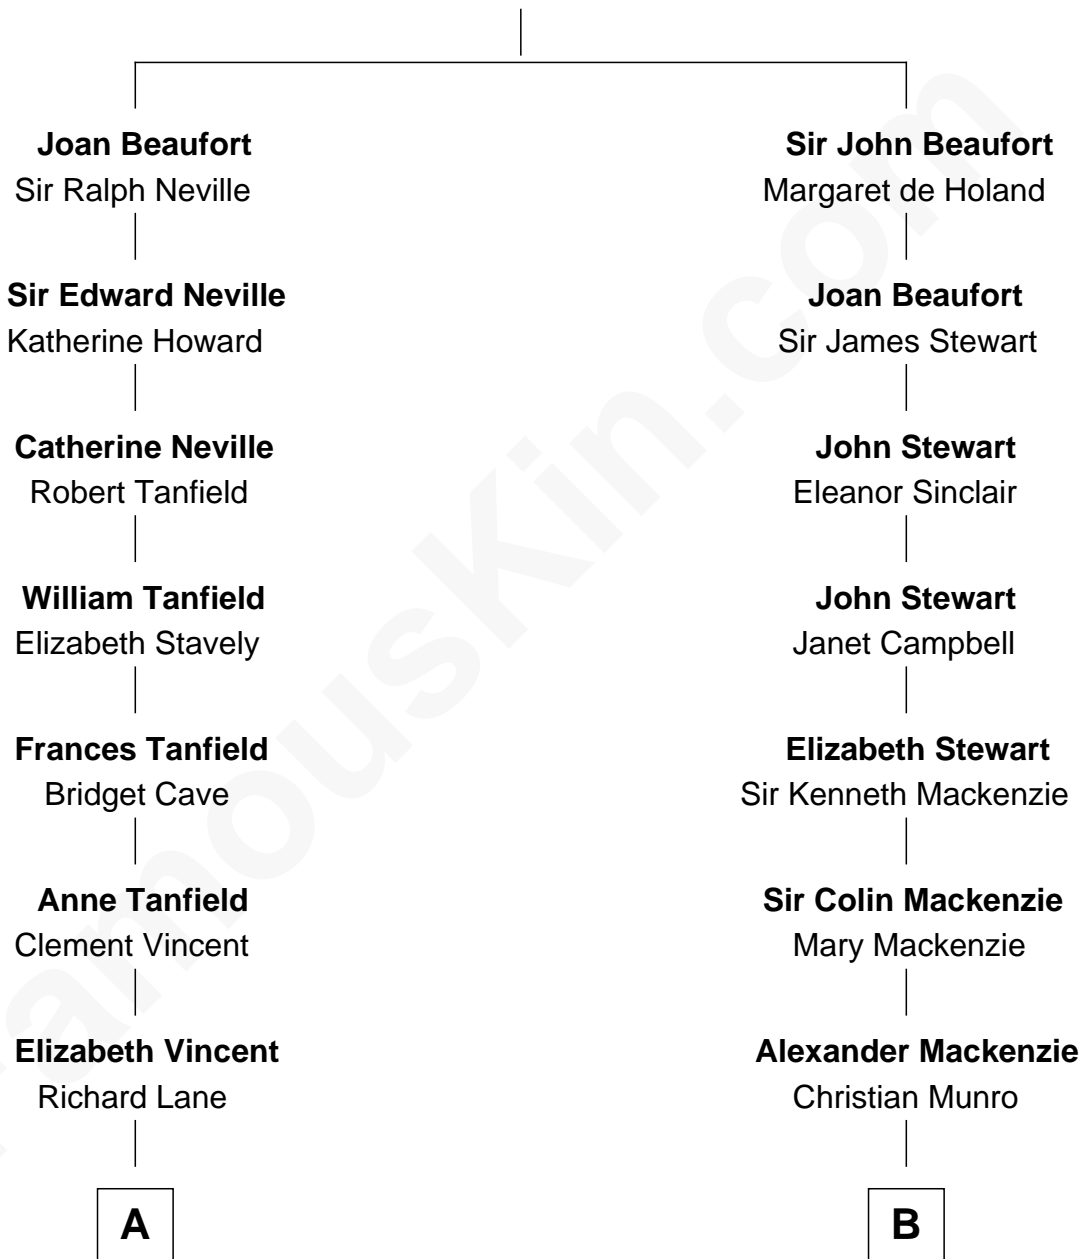 Joan Beaufort
Sir Ralph Neville
Sir Edward Neville
Katherine Howard
Catherine Neville
Robert Tanfield
William Tanfield
Elizabeth Stavely
Frances Tanfield
Bridget Cave
Anne Tanfield
Clement Vincent
Elizabeth Vincent
Richard Lane
A
Sir John Beaufort
Margaret de Holand
Joan Beaufort
Sir James Stewart
John Stewart
Eleanor Sinclair
John Stewart
Janet Campbell
Elizabeth Stewart
Sir Kenneth Mackenzie
Sir Colin Mackenzie
Mary Mackenzie
Alexander Mackenzie
Christian Munro
B
FamousKin.com